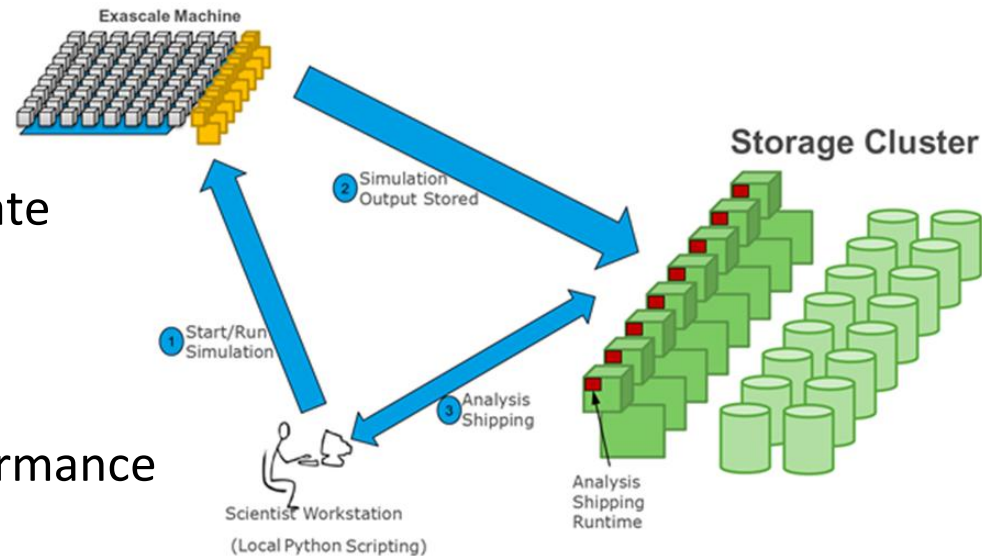 Exascale Machine
Storage Cluster
ate
2 Simulation
Output Stored
1 Start/Run
Simulation
3 Analysis
Shipping
rmance
Scientist Workstation
(Local Python Scripting)
Analysis
Shipping
Runtime